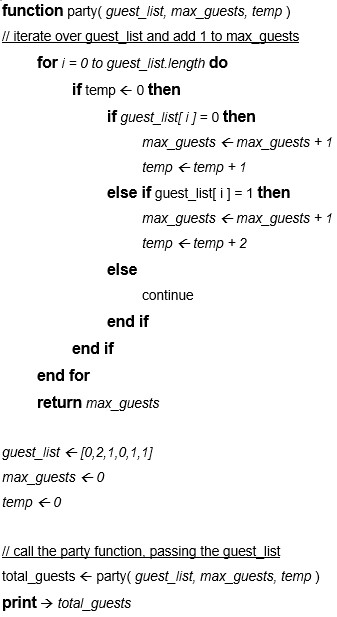 function party( guest_list, max_guests, temp )
// iterate over guest_list and add 1 to max_guests
for i = 0 to guest_list.length do
if temp ← 0 then
if guest_list[ i ] = 0 then
max_guests ← max_guests + 1
temp ← temp + 1
else if guest_list[ i ] = 1 then
max_guests ← max_guests + 1
temp ← temp + 2
else
continue
end if
end if
end for
return max_guests
guest_list ← [0,2,1,0,1,1]
max_guests ← 0
temp ← 0
// call the party function, passing the guest_list
total_guests ← party( guest_list, max_guests, temp )
print → total_guests